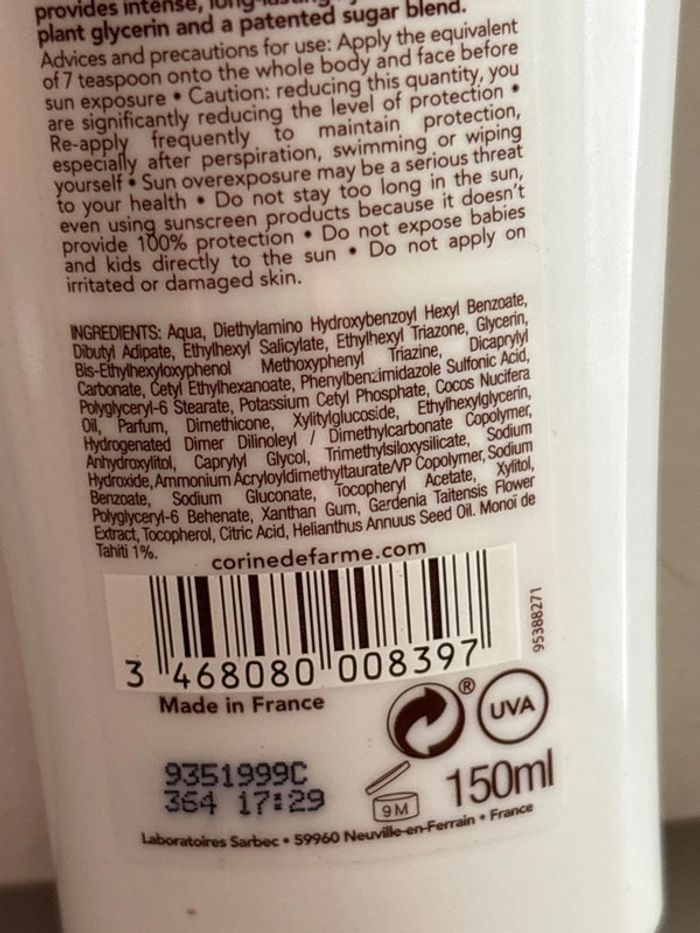 provides intense, long-lasting
plant glycerin and a patented sugar blend.
Advices and precautions for use: Apply the equivalent
of 7 teaspoon onto the whole body and face before
sun exposure • Caution: reducing this quantity, you
are significantly reducing the level of protection •
Re-apply frequently to maintain protection,
especially after perspiration, swimming or wiping
yourself • Sun overexposure may be a serious threat
to your health • Do not stay too long in the sun,
even using sunscreen products because it doesn't
provide 100% protection • Do not expose babies
and kids directly to the sun • Do not apply on
irritated or damaged skin.
INGREDIENTS: Aqua, Diethylamino Hydroxybenzoyl Hexyl Benzoate,
Dibutyl Adipate, Ethylhexyl Salicylate, Ethylhexyl Triazone, Glycerin,
Bis-Ethylhexyloxyphenol Methoxyphenyl Triazine, Dicaprylyl
Carbonate, Cetyl Ethylhexanoate, Phenylbenzimidazole Sulfonic Acid,
Polyglyceryl-6 Stearate, Potassium Cetyl Phosphate, Cocos Nucifera
Oil, Parfum, Dimethicone, Xylitylglucoside, Ethylhexylglycerin,
Hydrogenated Dimer Dilinoleyl / Dimethylcarbonate Copolymer,
Anhydroxylitol, Caprylyl Glycol, Trimethylsiloxysilicate, Sodium
Hydroxide, Ammonium Acryloyldimethyltaurate/VP Copolymer, Sodium
Benzoate, Sodium Gluconate, Tocopheryl Acetate, Xylitol,
Polyglyceryl-6 Behenate, Xanthan Gum, Gardenia Taitensis Flower
Extract, Tocopherol, Citric Acid, Helianthus Annuus Seed Oil. Monoï de
Tahiti 1%.
corinedefarme.com
95388271
3 468080 008397
Made in France
®
UVA
9351999C
364 17:29
9 M
150ml
Laboratoires Sarbec • 59960 Neuville-en-Ferrain • France